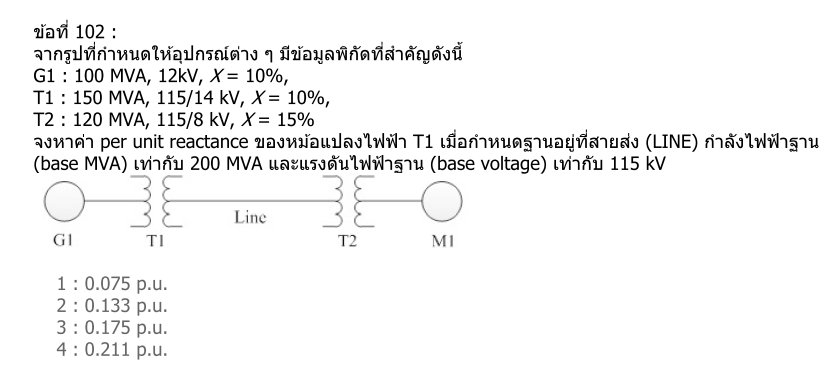 ข้อที่ 102 :
จากรูปที่กำหนดให้อุปกรณ์ต่าง ๆ มีข้อมูลพิกัดที่สำคัญดังนี้
G1 : 100 MVA, 12kV, X = 10%,
T1 : 150 MVA, 115/14 kV, X = 10%,
T2 : 120 MVA, 115/8 kV, X = 15%
จงหาค่า per unit reactance ของหม้อแปลงไฟฟ้า T1 เมื่อกำหนดฐานอยู่ที่สายส่ง (LINE) กำลังไฟฟ้าฐาน
(base MVA) เท่ากับ 200 MVA และแรงดันไฟฟ้าฐาน (base voltage) เท่ากับ 115 kV
Line
G1 T1 T2 M1
1 : 0.075 p.u.
2 : 0.133 p.u.
3 : 0.175 p.u.
4 : 0.211 p.u.